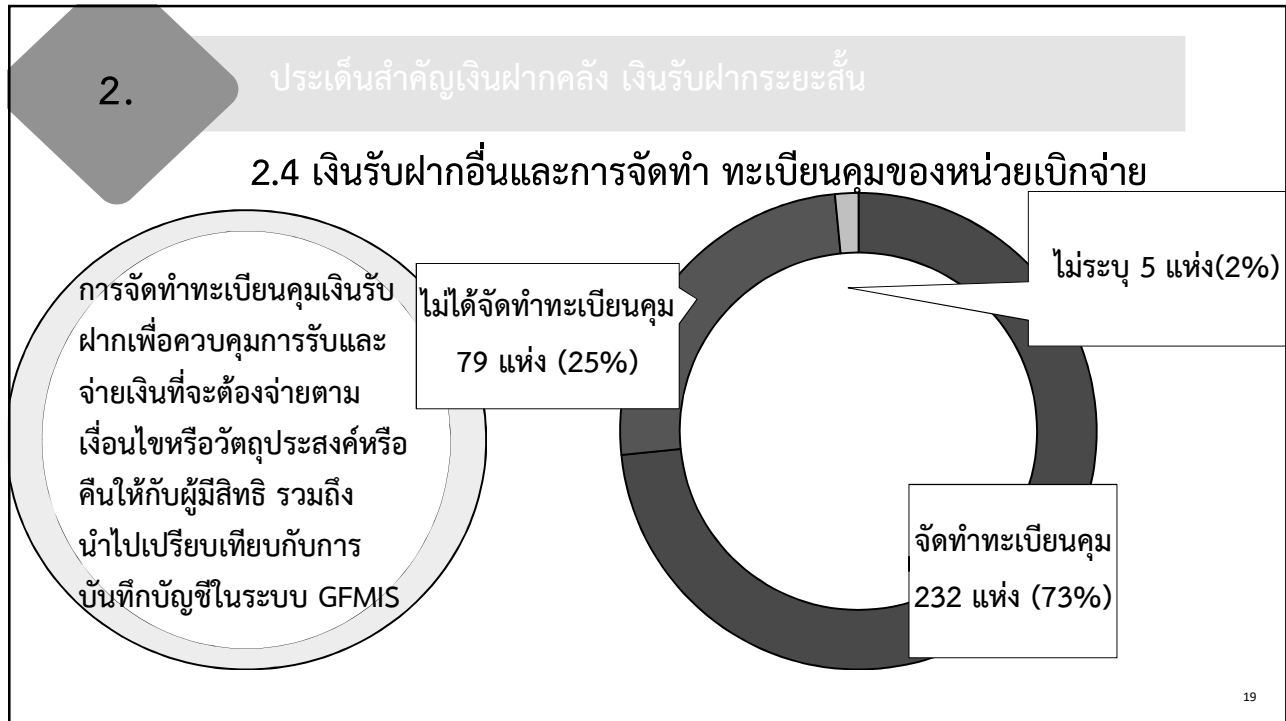 2.
ประเด็นสำคัญเงินฝากคลัง เงินรับฝากระยะสั้น
2.4 เงินรับฝากอื่นและการจัดทำ ทะเบียนคุมของหน่วยเบิกจ่าย
การจัดทำทะเบียนคุมเงินรับ
ฝากเพื่อควบคุมการรับและ
จ่ายเงินที่จะต้องจ่ายตาม
เงื่อนไขหรือวัตถุประสงค์หรือ
คืนให้กับผู้มีสิทธิ รวมถึง
นำไปเปรียบเทียบกับการ
บันทึกบัญชีในระบบ GFMIS
ไม่ได้จัดทำทะเบียนคุม
79 แห่ง (25%)
ไม่ระบุ 5 แห่ง(2%)
จัดทำทะเบียนคุม
232 แห่ง (73%)
19